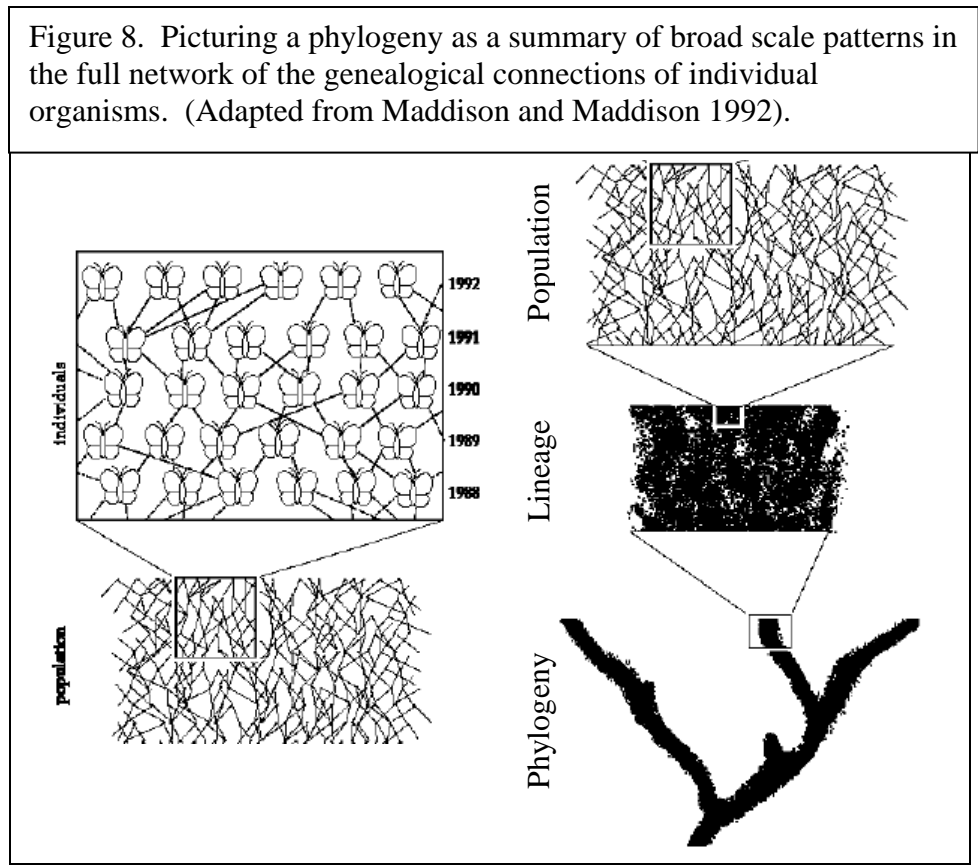 Figure 8.  Picturing a phylogeny as a summary of broad scale patterns in
the full network of the genealogical connections of individual
organisms.  (Adapted from Maddison and Maddison 1992).
individuals
1992
1991
1990
1989
1988
population
Population
Lineage
Phylogeny